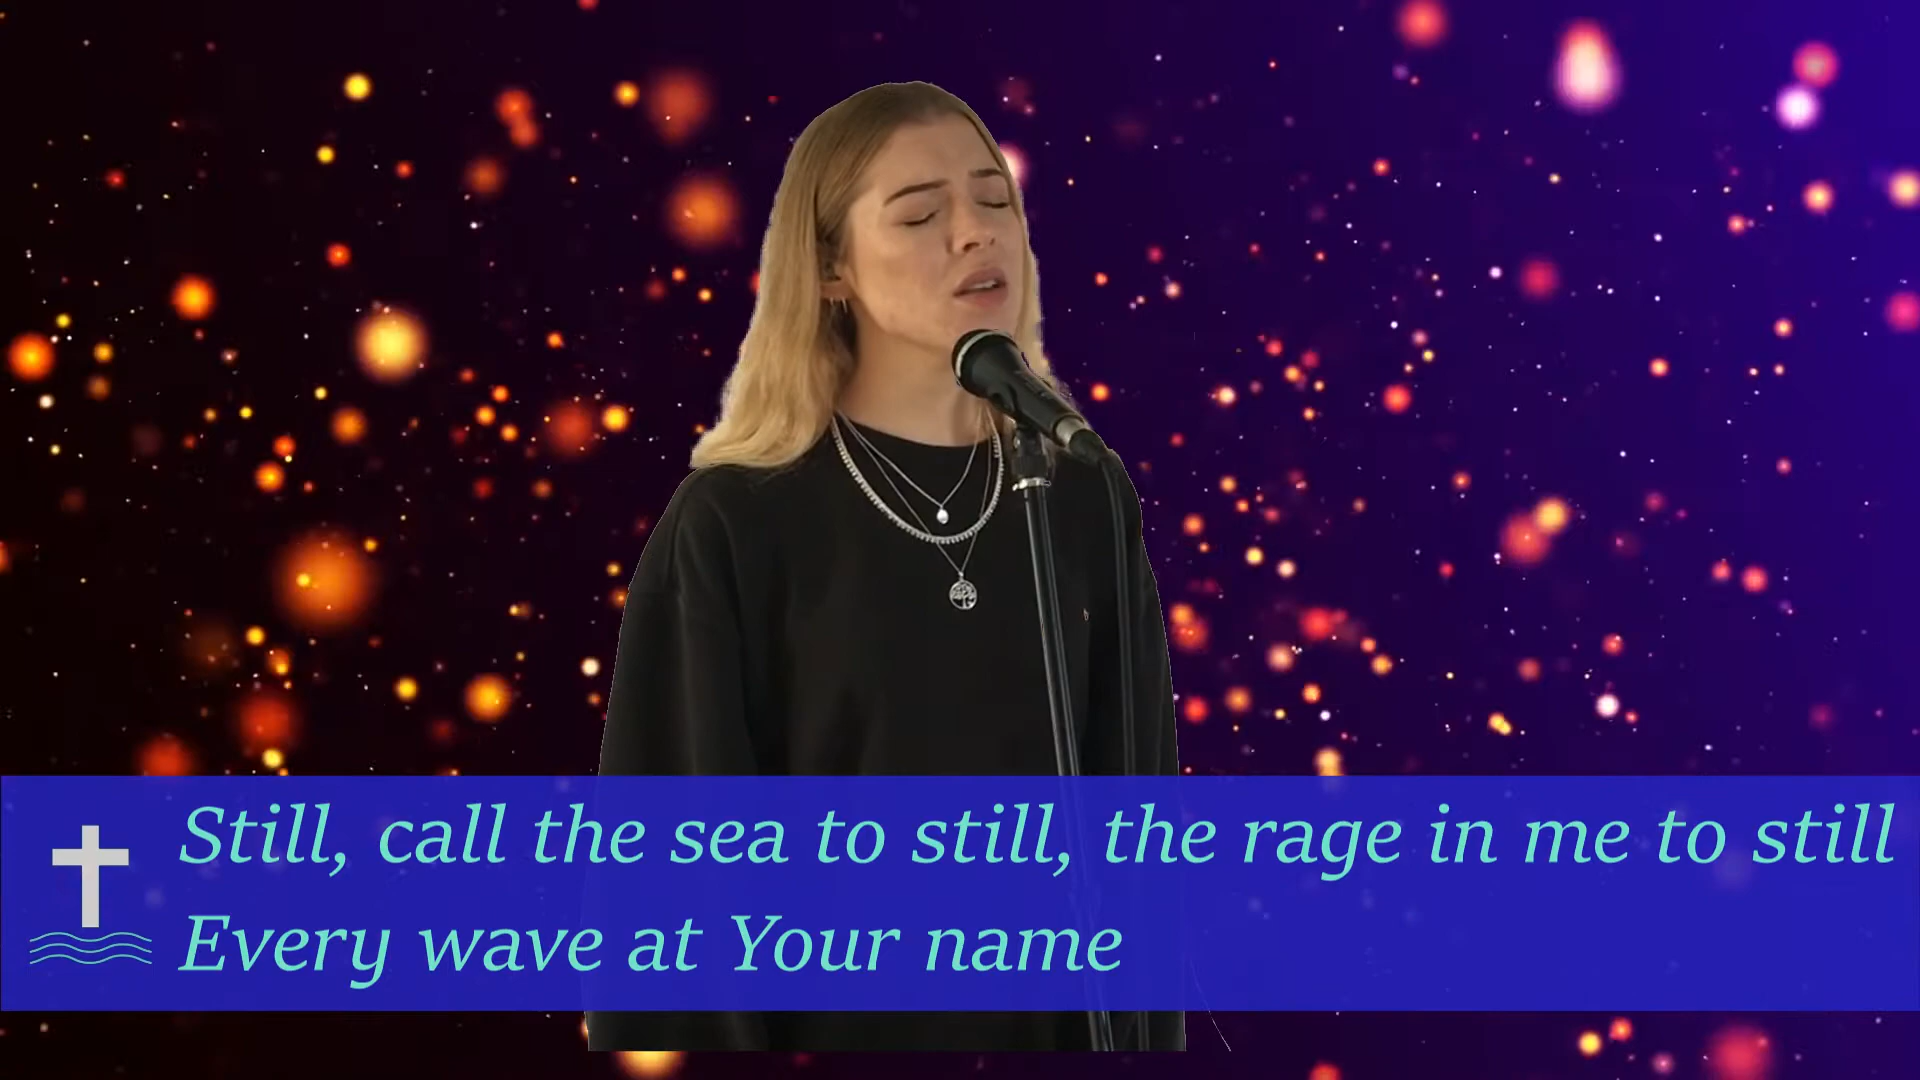 Still, call the sea to still, the rage in me to still
Every wave at Your name